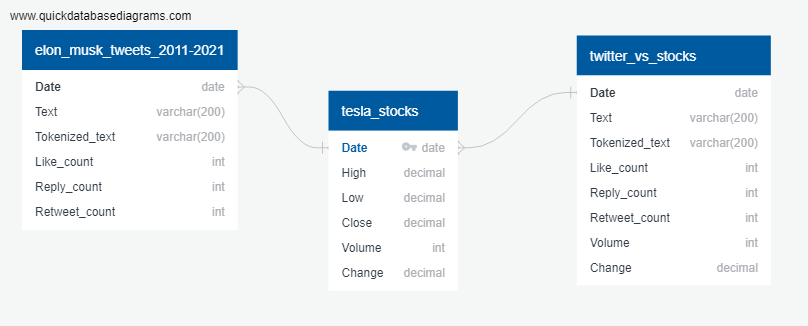 www.quickdatabasediagrams.com
elon_musk_tweets_2011-2021
Date date
Text varchar(200)
Tokenized_text varchar(200)
Like_count int
Reply_count int
Retweet_count int
tesla_stocks
Date date
High decimal
Low decimal
Close decimal
Volume int
Change decimal
twitter_vs_stocks
Date date
Text varchar(200)
Tokenized_text varchar(200)
Like_count int
Reply_count int
Retweet_count int
Volume int
Change decimal